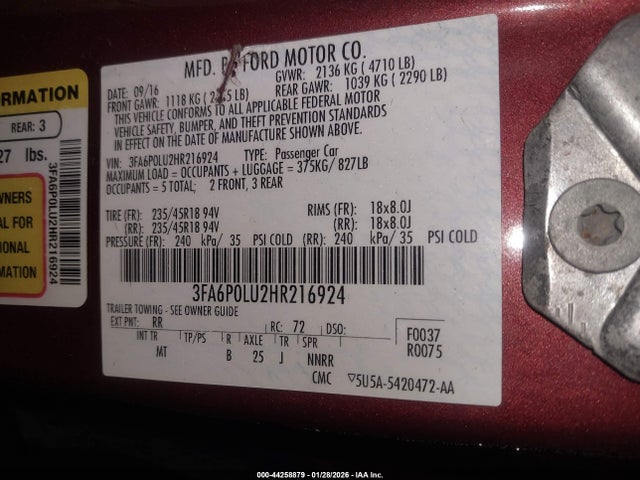 ORMATION
REAR: 3
27 lbs.
WNERS
AL FOR
IONAL
MATION
3FA6P0LU2HR216924
MFD. BY FORD MOTOR CO.
DATE: 09/16 GVWR: 2136 KG ( 4710 LB)
FRONT GAWR: 1118 KG ( 2465 LB) REAR GAWR: 1039 KG ( 2290 LB)
THIS VEHICLE CONFORMS TO ALL APPLICABLE FEDERAL MOTOR
VEHICLE SAFETY, BUMPER, AND THEFT PREVENTION STANDARDS
IN EFFECT ON THE DATE OF MANUFACTURE SHOWN ABOVE.
VIN: 3FA6P0LU2HR216924 TYPE: Passenger Car
MAXIMUM LOAD = OCCUPANTS + LUGGAGE = 375KG/ 827LB
OCCUPANTS = 5 TOTAL; 2 FRONT, 3 REAR
TIRE (FR): 235/45R18 94V RIMS (FR): 18x8.0J
(RR): 235/45R18 94V (RR): 18x8.0J
PRESSURE (FR): 240 kPa/ 35 PSI COLD (RR): 240 kPa/ 35 PSI COLD
3FA6P0LU2HR216924
TRAILER TOWING - SEE OWNER GUIDE
EXT PNT: RR RC: 72 DSO: F0037
INT TR TP/PS R AXLE TR SPR R0075
MT B 25 J NNRR
CMC ▽5U5A-5420472-AA
000-44258879 - 01/28/2026 - IAA Inc.